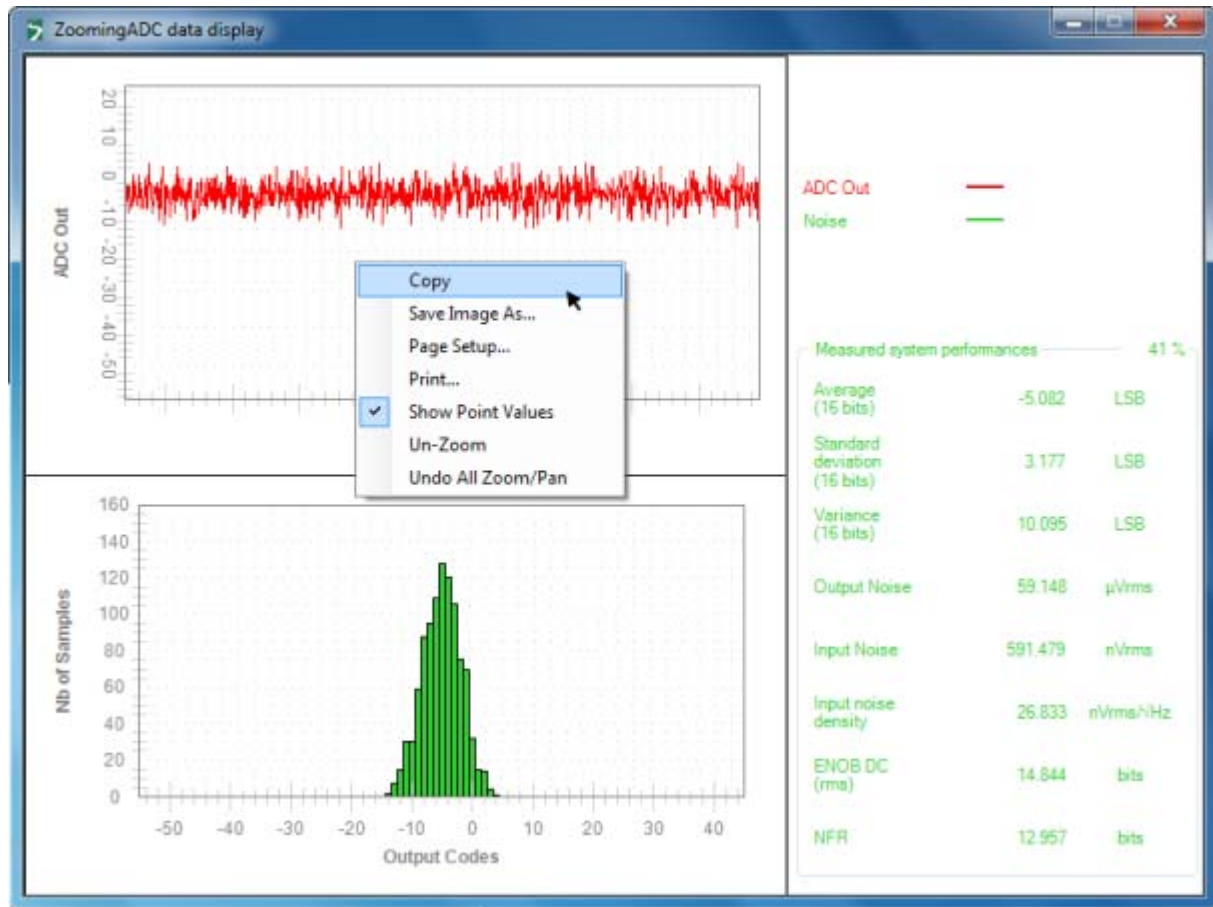 ZoomingADC data display
20
10
0
-10
-20
-30
-40
-50
ADC Out
Copy
Save Image As...
Page Setup...
Print...
Show Point Values
Un-Zoom
Undo All Zoom/Pan
160
140
120
100
80
60
40
20
0
Nb of Samples
-50 -40 -30 -20 -10 0 10 20 30 40
Output Codes
ADC Out
Noise
Measured system performances 41 %
Average
(16 bits) -5.082 LSB
Standard
deviation
(16 bits) 3.177 LSB
Variance
(16 bits) 10.095 LSB
Output Noise 59.148 µVrms
Input Noise 591.479 nVrms
Input noise
density 26.833 nVrms/√Hz
ENOB DC
(rms) 14.844 bits
NFR 12.957 bits